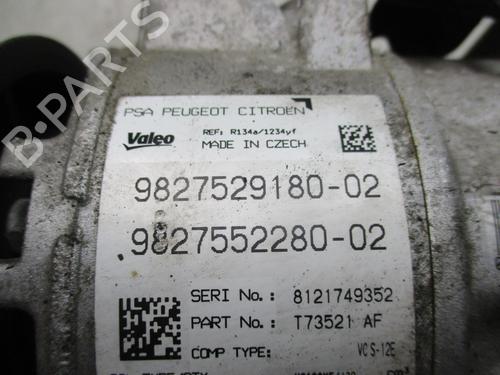 B-PARTS
PSA PEUGEOT CITROËN
Valeo
REF: R134a/1234yf
MADE IN CZECH
9827529180-02
9827552280-02
SERI No.: 8121749352
PART No.: T73521 AF
COMP TYPE: VCS-12E